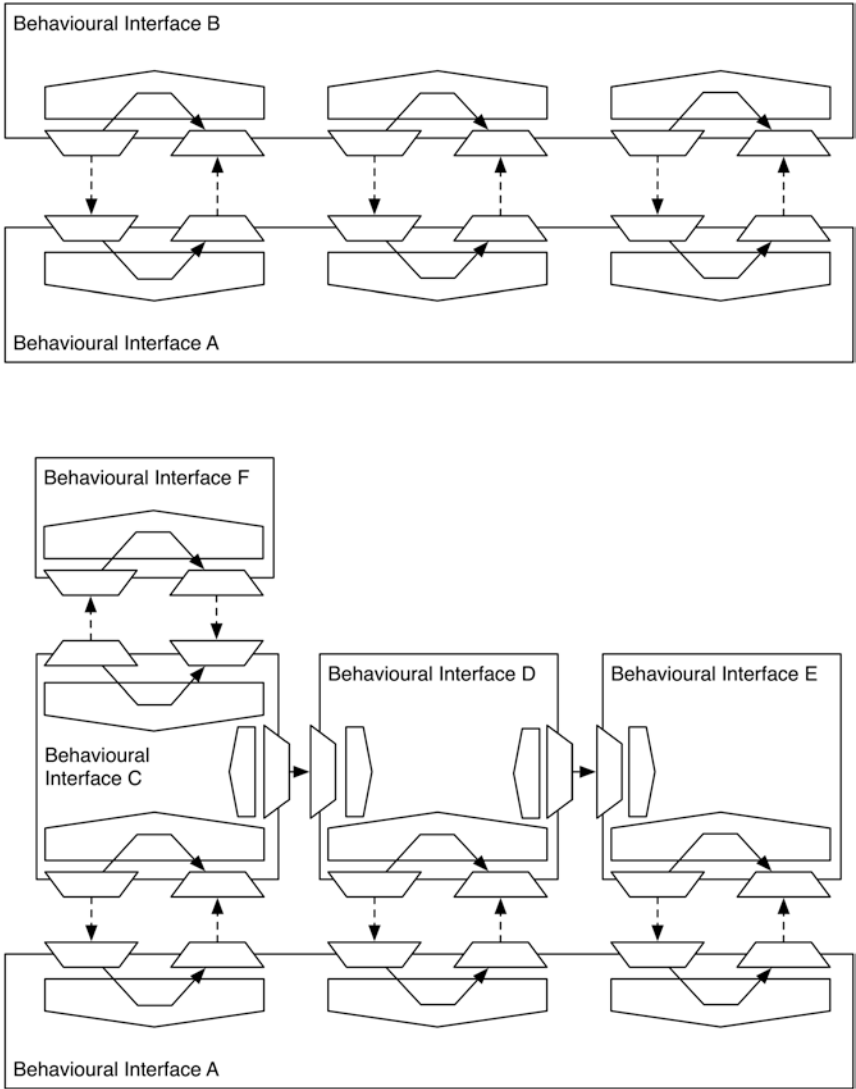 Behavioural Interface B
Behavioural Interface A
Behavioural Interface F
Behavioural Interface D
Behavioural Interface E
Behavioural
Interface C
Behavioural Interface A